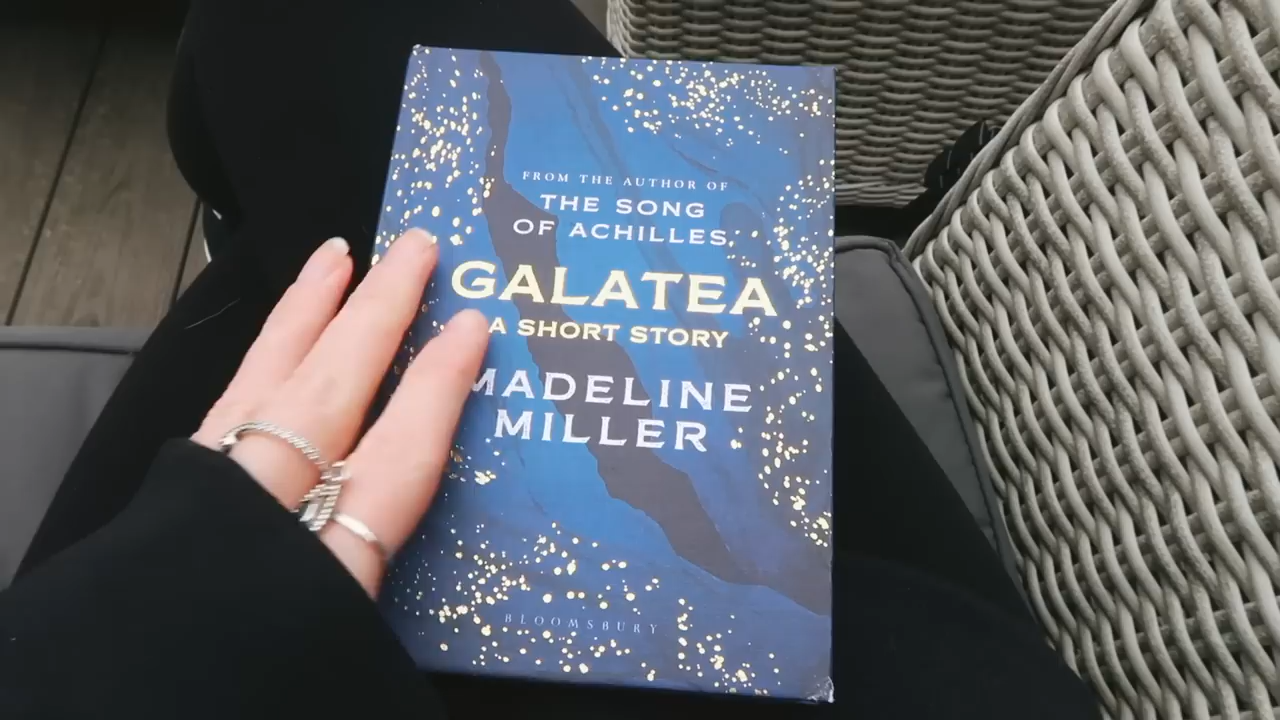 FROM THE AUTHOR OF
THE SONG
OF ACHILLES
GALATEA
A SHORT STORY
MADELINE
MILLER
BLOOMSBURY